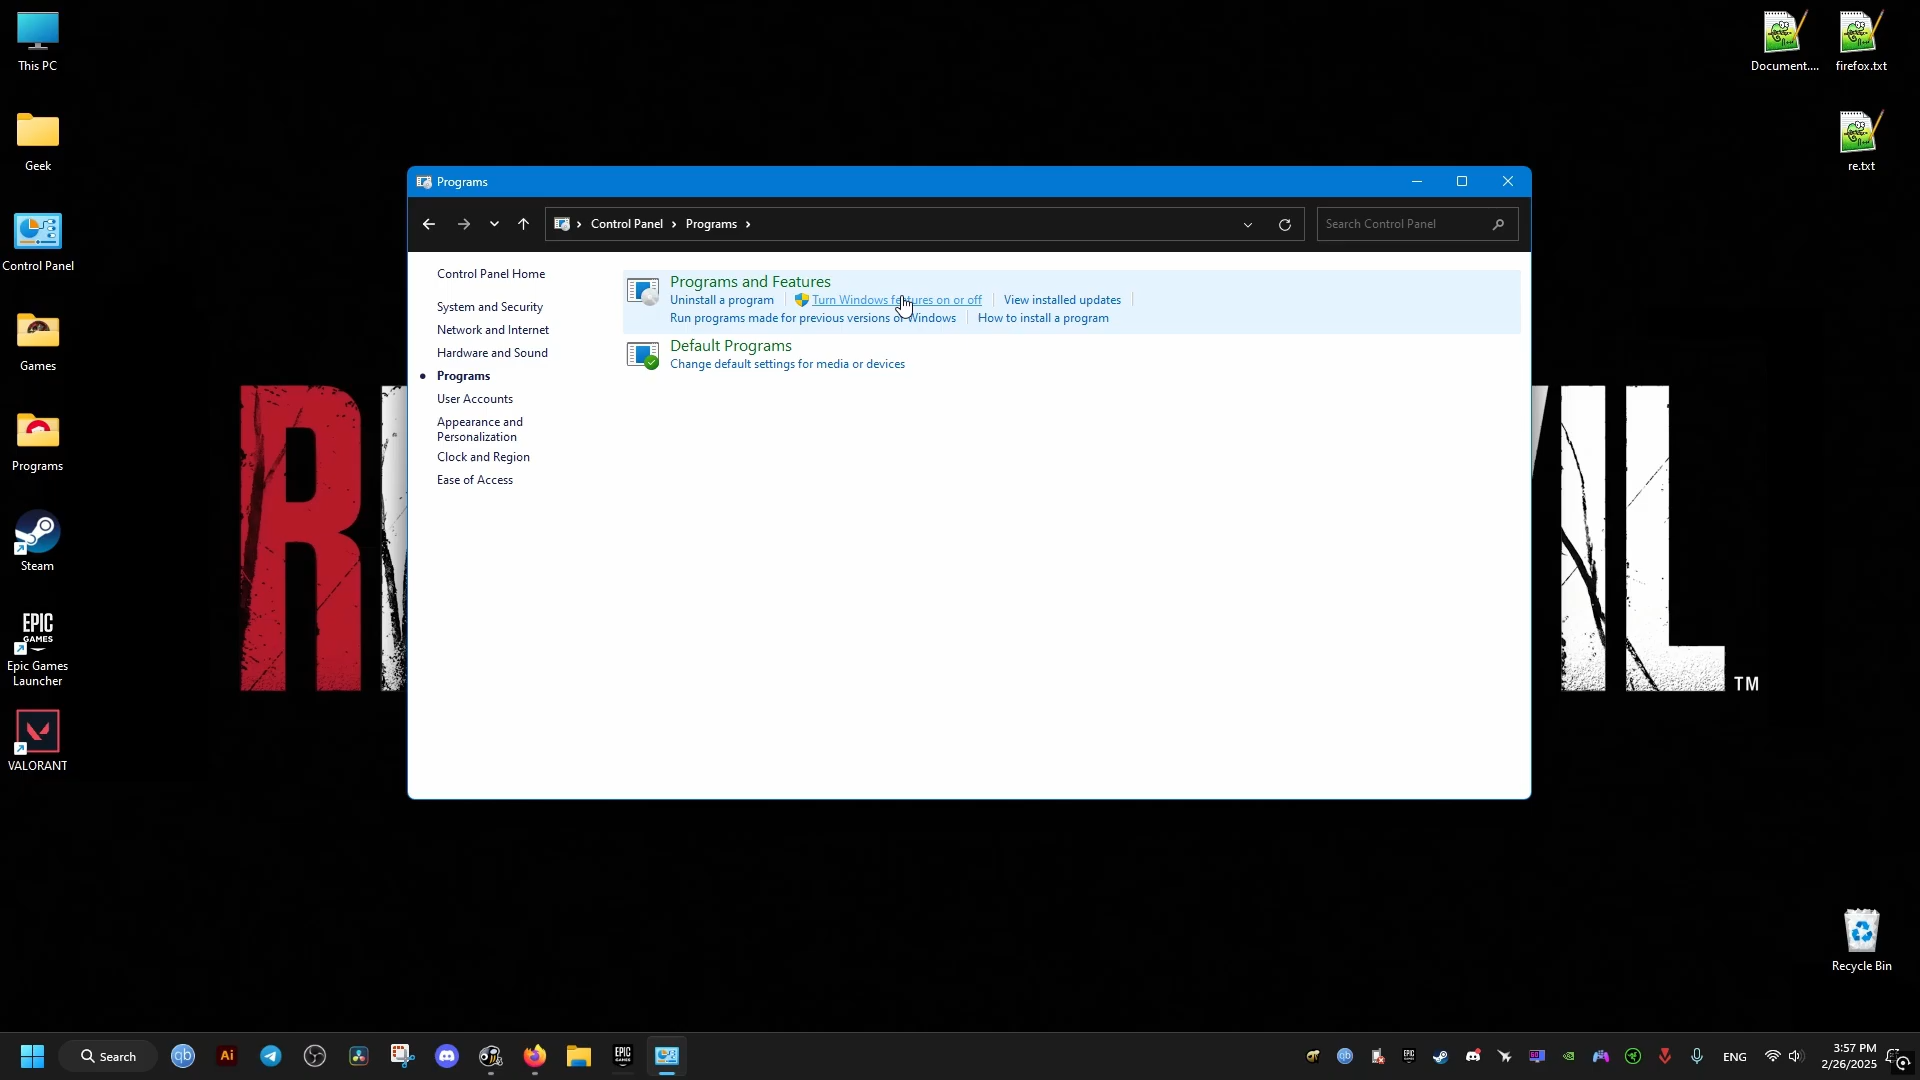 This PC
Geek
Control Panel
Games
Programs
Steam
EPIC
GAMES
Epic Games
Launcher
VALORANT
Document....
firefox.txt
re.txt
Recycle Bin
Programs
Control Panel
Programs
Search Control Panel
Control Panel Home
System and Security
Network and Internet
Hardware and Sound
Programs
User Accounts
Appearance and
Personalization
Clock and Region
Ease of Access
Programs and Features
Uninstall a program
Turn Windows features on or off
View installed updates
Run programs made for previous versions of Windows
How to install a program
Default Programs
Change default settings for media or devices
R
IL
TM
Search
qb
Ai
EPIC
GAMES
ENG
3:57 PM
2/26/2025